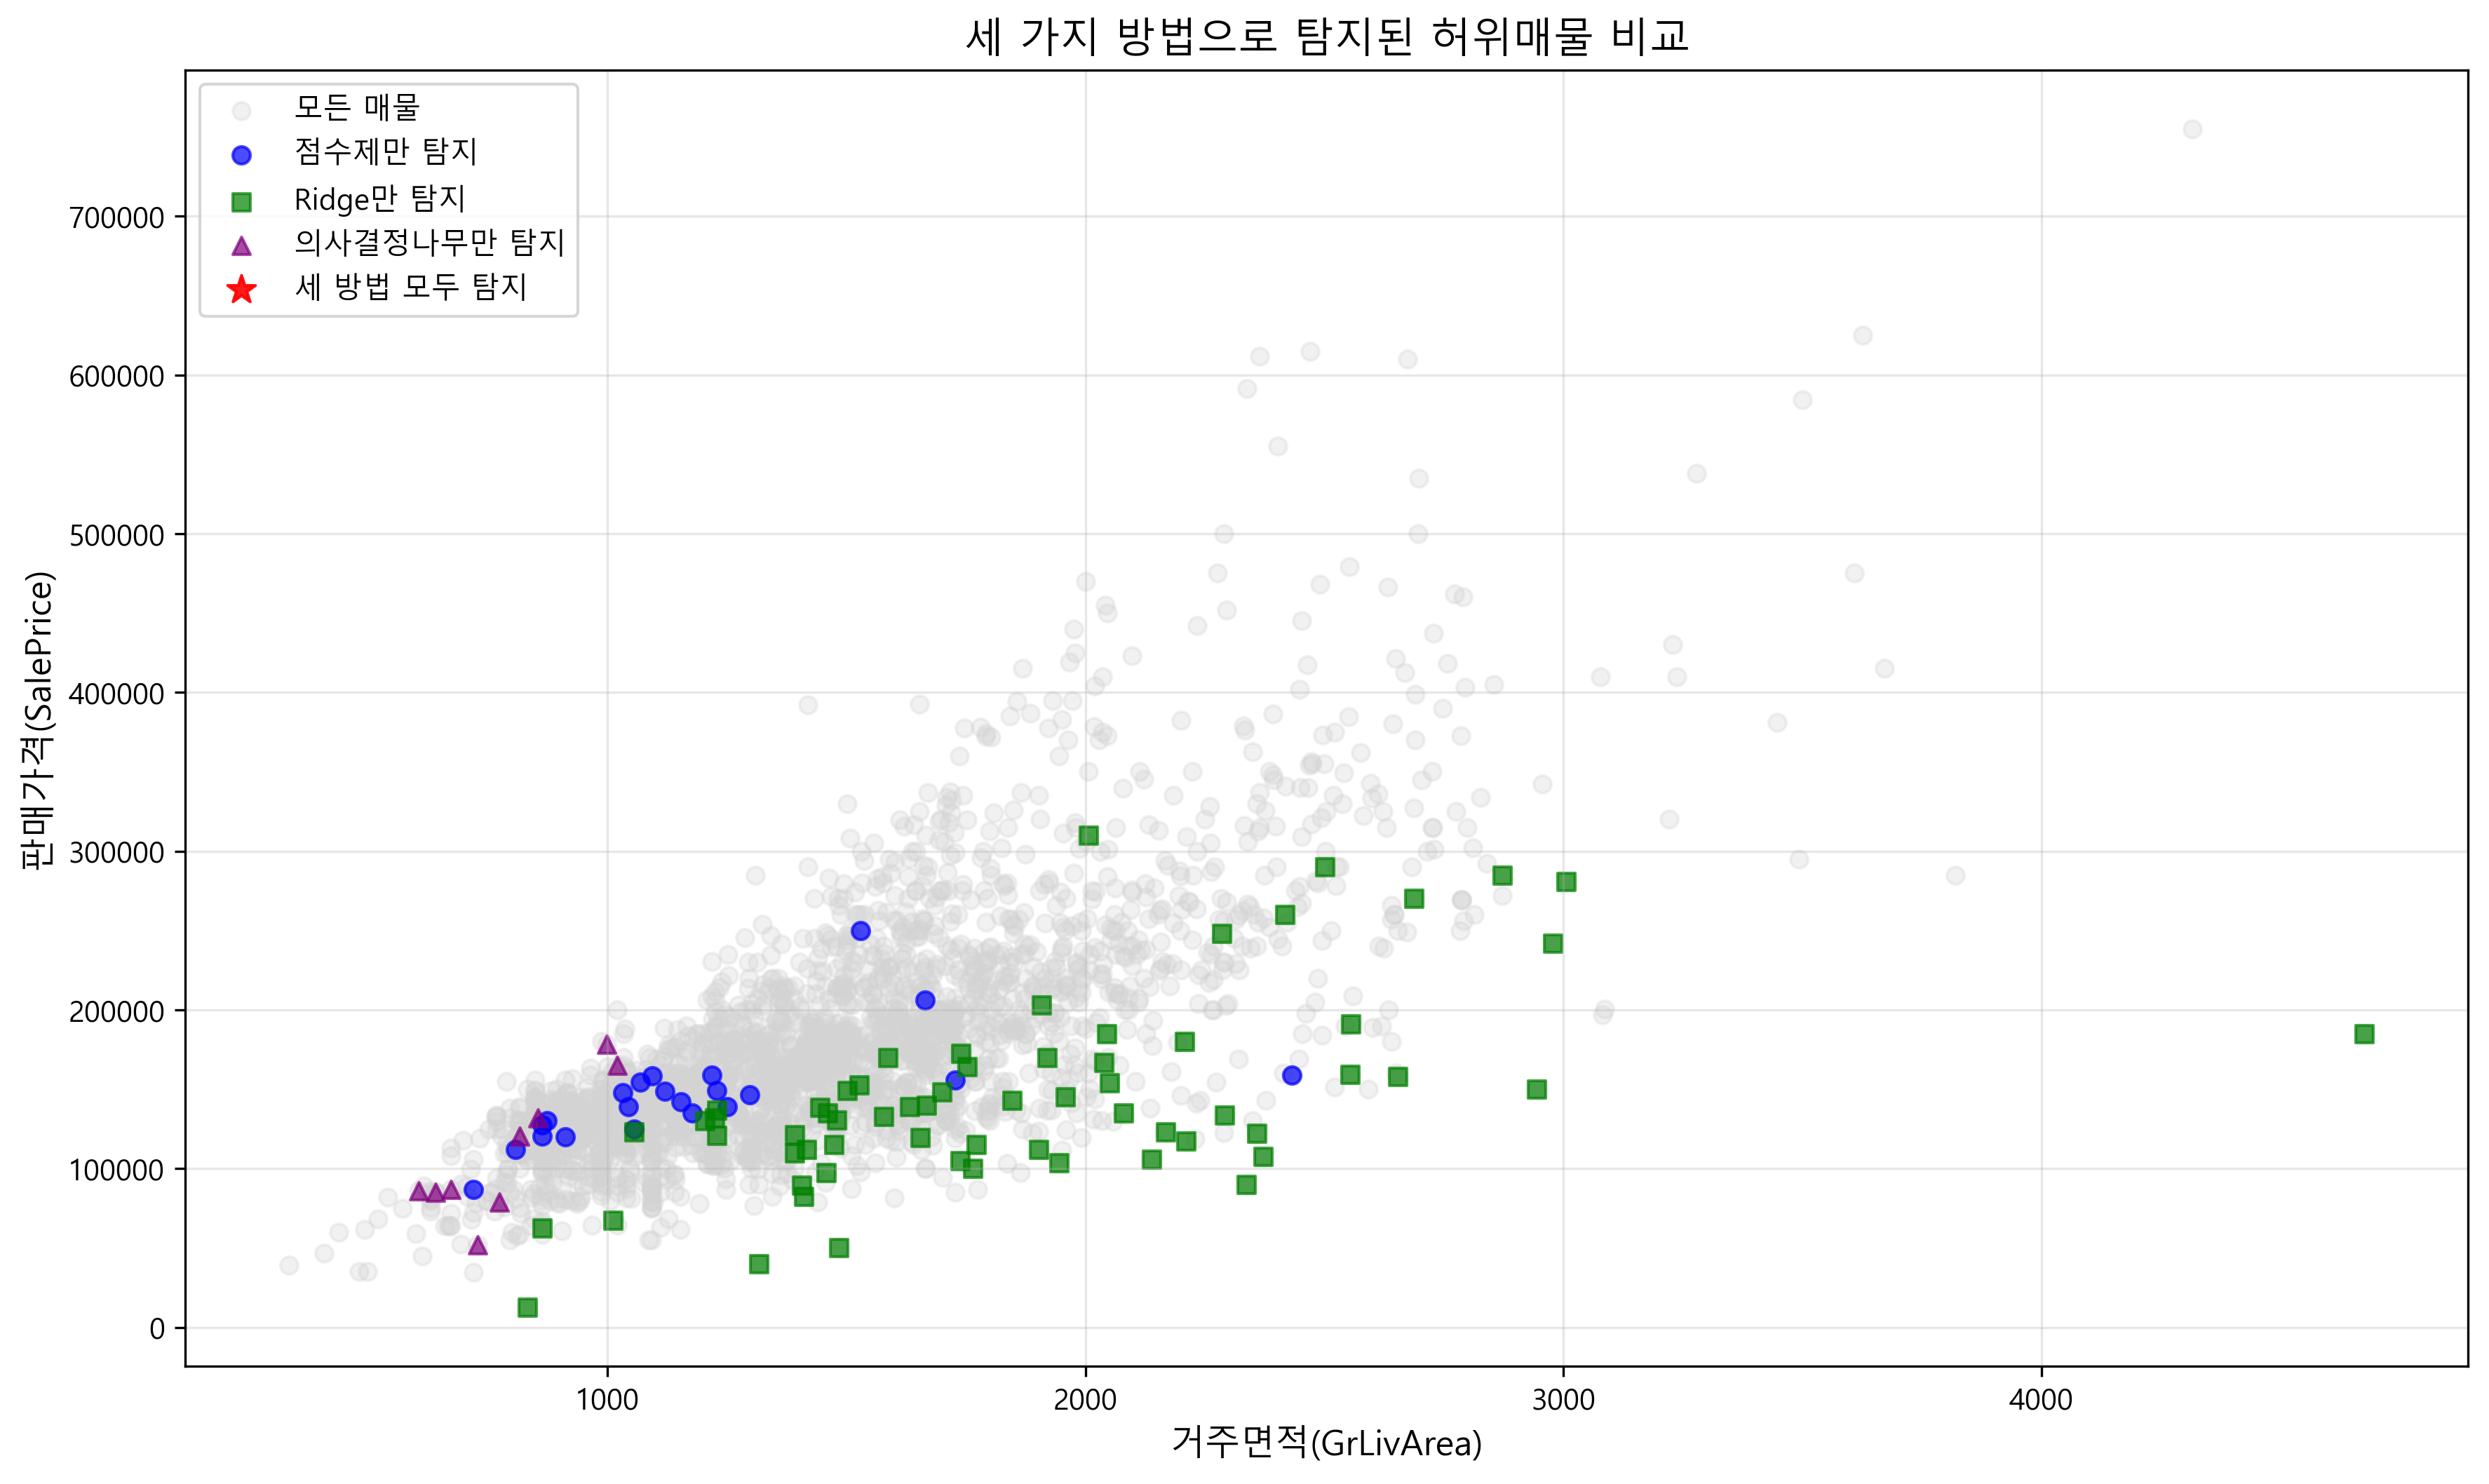 세 가지 방법으로 탐지된 허위매물 비교
모든 매물
점수제만 탐지
Ridge만 탐지
의사결정나무만 탐지
세 방법 모두 탐지
판매가격(SalePrice)
700000
600000
500000
400000
300000
200000
100000
0
1000 2000 3000 4000
거주면적(GrLivArea)